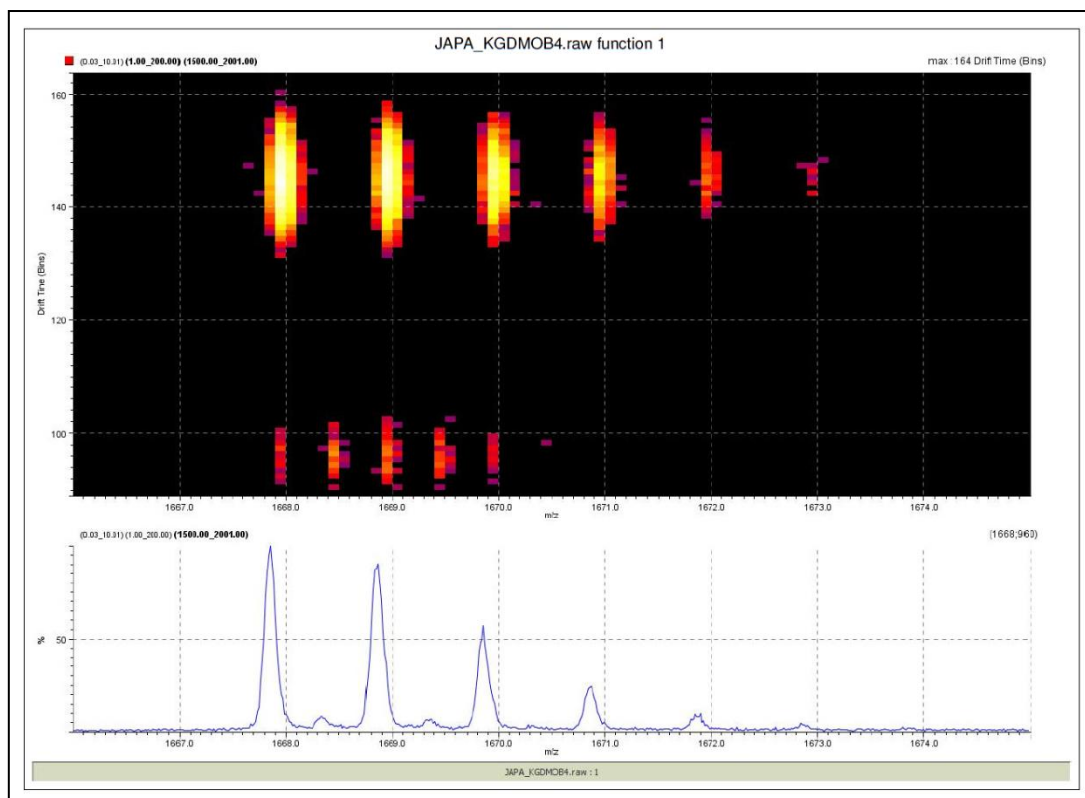 JAPA_KGDMOB4.raw function 1
(0.03_10.01) (1.00_200.00) (1500.00_2001.00)
max : 164 Drift Time (Bins)
160
140
120
100
Drift Time (Bins)
1667.0 1668.0 1669.0 1670.0 1671.0 1672.0 1673.0 1674.0
m/z
(0.03_10.01) (1.00_200.00) (1500.00_2001.00)
(1668;960)
% 50
1667.0 1668.0 1669.0 1670.0 1671.0 1672.0 1673.0 1674.0
m/z
JAPA_KGDMOB4.raw : 1